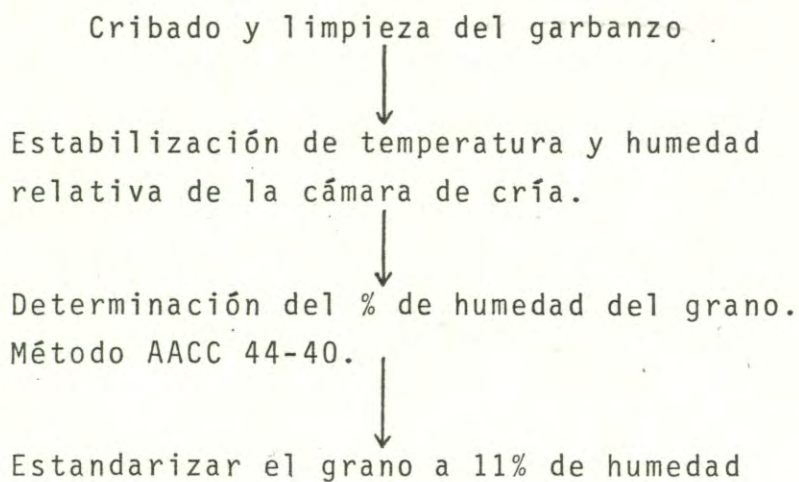 Cribado y limpieza del garbanzo
Estabilización de temperatura y humedad
relativa de la cámara de cría.
Determinación del % de humedad del grano.
Método AACC 44-40.
Estandarizar el grano a 11% de humedad